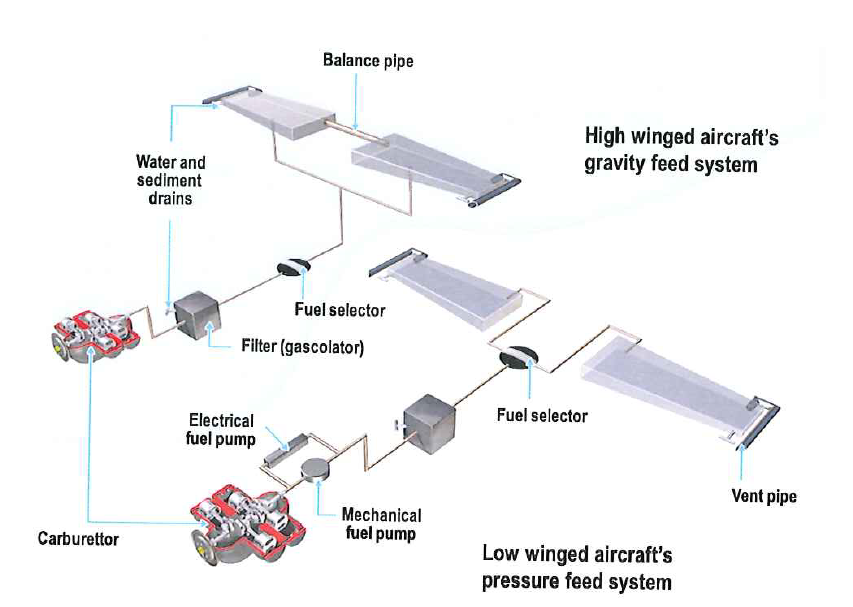 Balance pipe
High winged aircraft's
gravity feed system
Water and
sediment
drains
Fuel selector
Filter (gascolator)
Electrical
fuel pump
Fuel selector
Vent pipe
Mechanical
fuel pump
Carburettor
Low winged aircraft's
pressure feed system